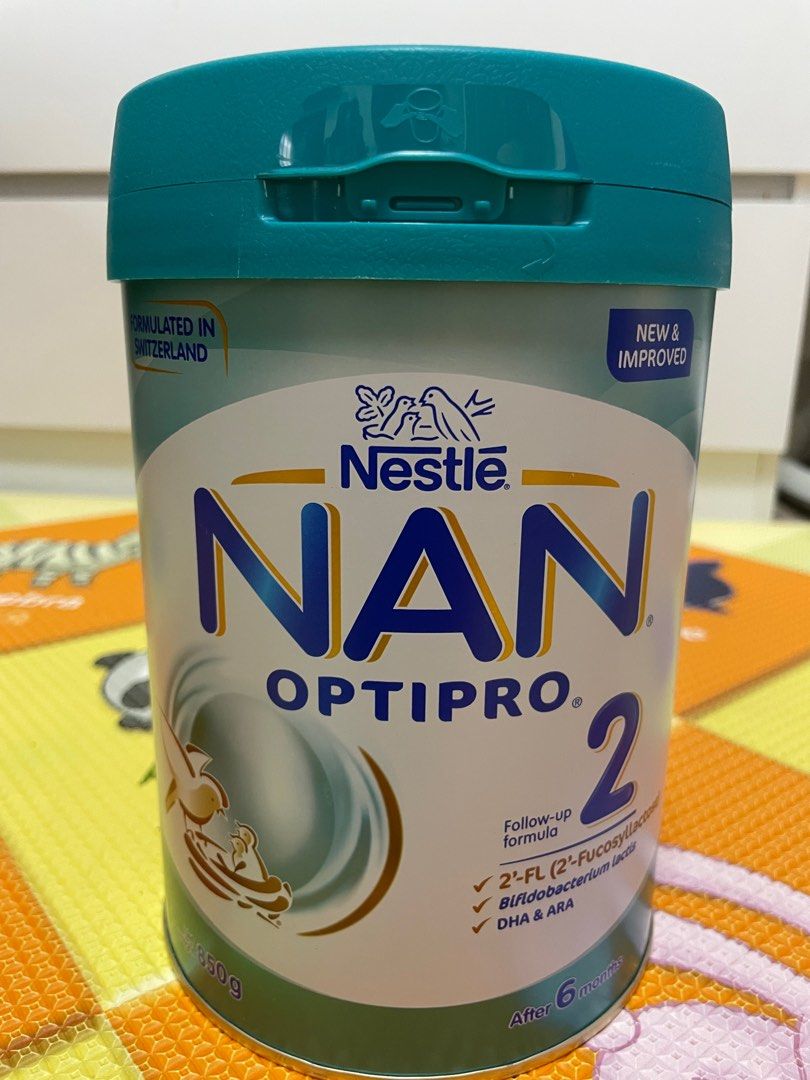 FORMULATED IN
SWITZERLAND
NEW &
IMPROVED
Nestlé®
NAN®
OPTIPRO®
2
Follow-up
formula
✓ 2'-FL (2'-Fucosyllactose)
✓ Bifidobacterium lactis
✓ DHA & ARA
850g
After 6 months